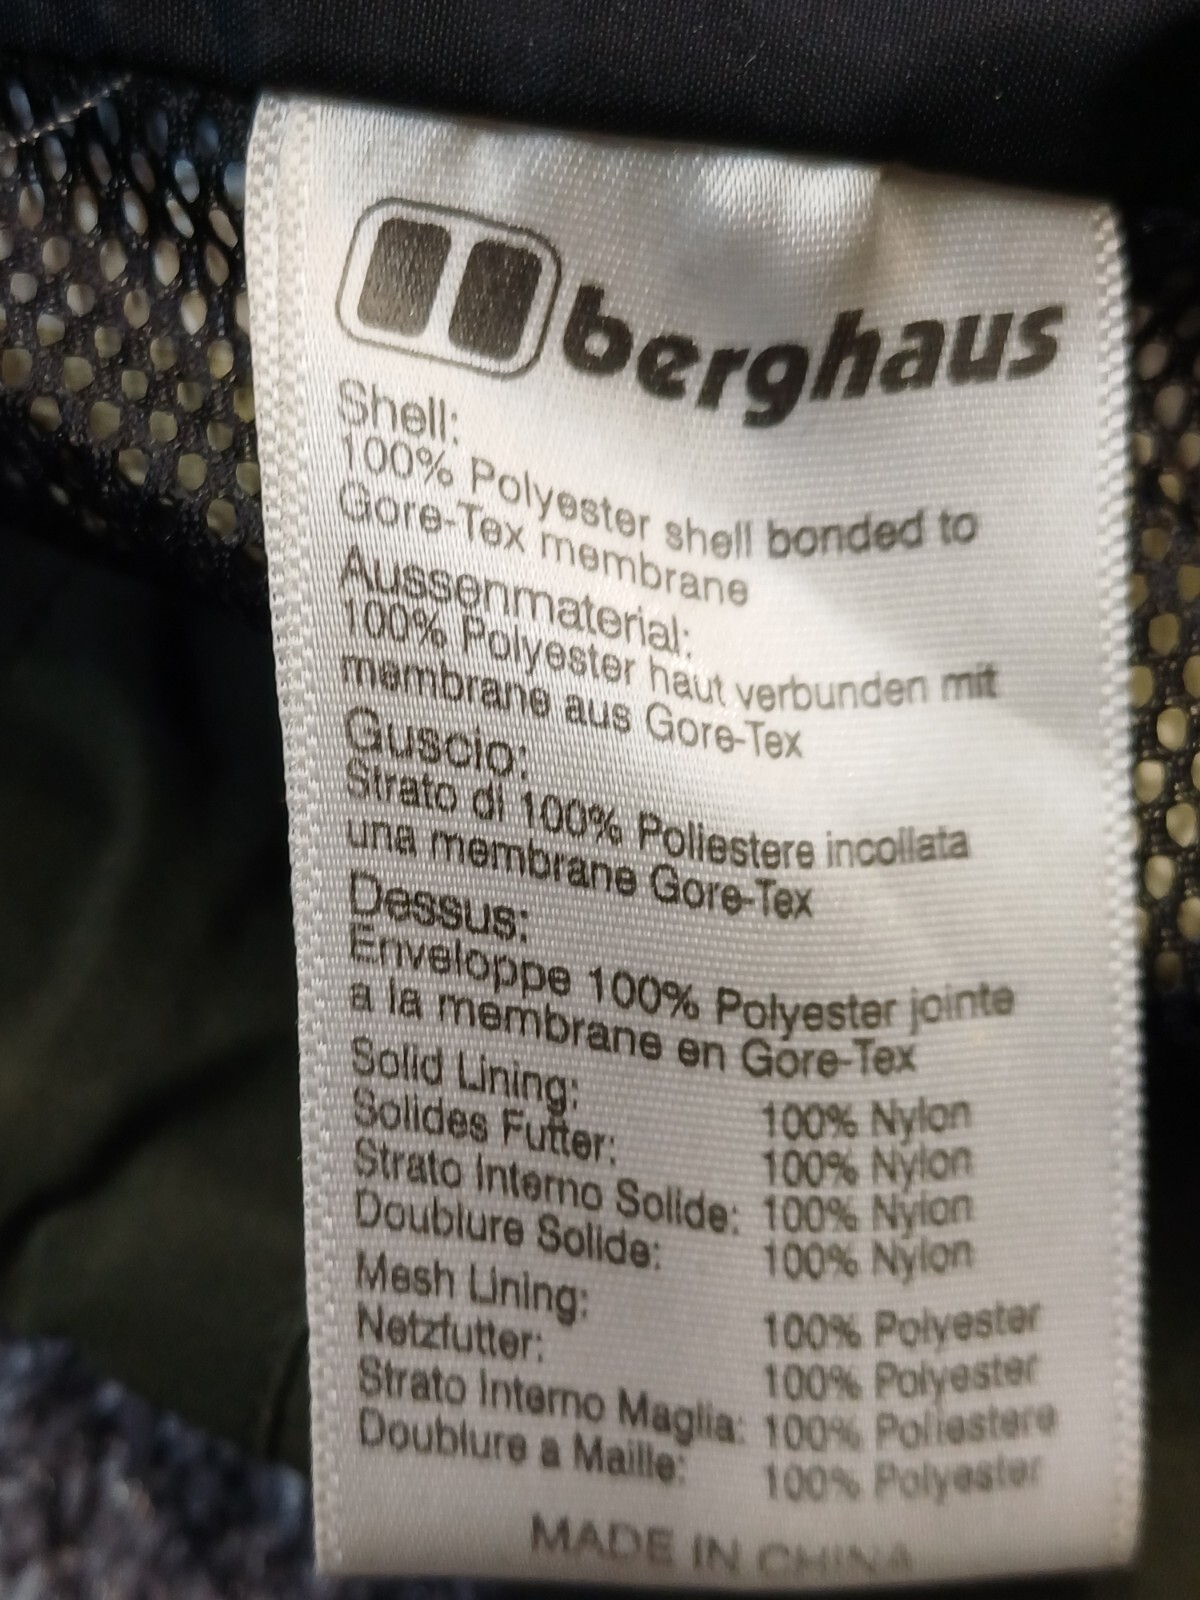 berghaus
Shell:
100% Polyester shell bonded to
Gore-Tex membrane
Aussenmaterial:
100% Polyester haut verbunden mit
membrane aus Gore-Tex
Guscio:
Strato di 100% Poliestere incollata
una membrane Gore-Tex
Dessus:
Enveloppe 100% Polyester jointe
a la membrane en Gore-Tex
Solid Lining: 100% Nylon
Solides Futter: 100% Nylon
Strato Interno Solide: 100% Nylon
Doublure Solide: 100% Nylon
Mesh Lining: 100% Polyester
Netzfutter: 100% Polyester
Strato Interno Maglia: 100% Poliestere
Doublure a Maille: 100% Polyester
MADE IN CHINA